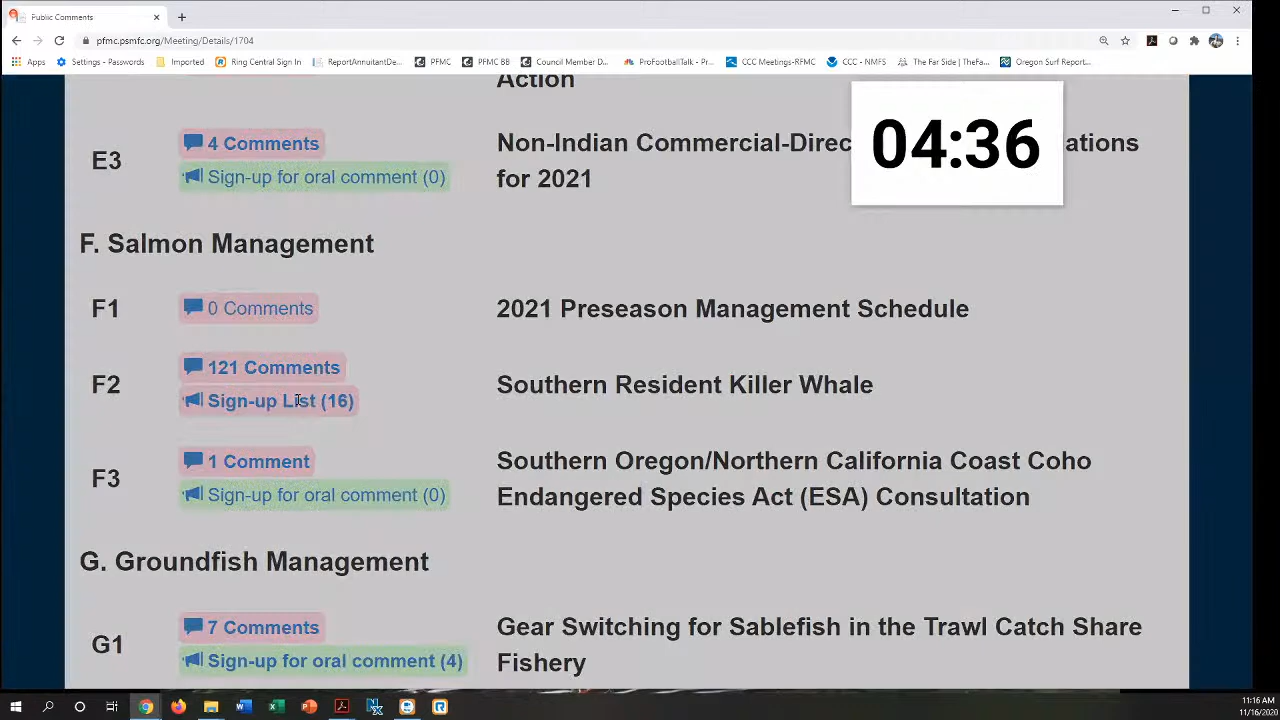 Public Comments
pfmc.psmfc.org/Meeting/Details/1704
Apps Settings - Passwords Imported Ring Central Sign In ReportAnnuitantDe... PFMC PFMC BB Council Member D... ProFootballTalk - Pr... CCC Meetings-RFMC CCC - NMFS The Far Side | TheFa... Oregon Surf Report...
Action
04:36
E3
4 Comments
Sign-up for oral comment (0)
Non-Indian Commercial-Direc ations
for 2021
F. Salmon Management
F1
0 Comments
2021 Preseason Management Schedule
F2
121 Comments
Sign-up List (16)
Southern Resident Killer Whale
F3
1 Comment
Sign-up for oral comment (0)
Southern Oregon/Northern California Coast Coho
Endangered Species Act (ESA) Consultation
G. Groundfish Management
G1
7 Comments
Sign-up for oral comment (4)
Gear Switching for Sablefish in the Trawl Catch Share
Fishery
11:16 AM
11/16/2020